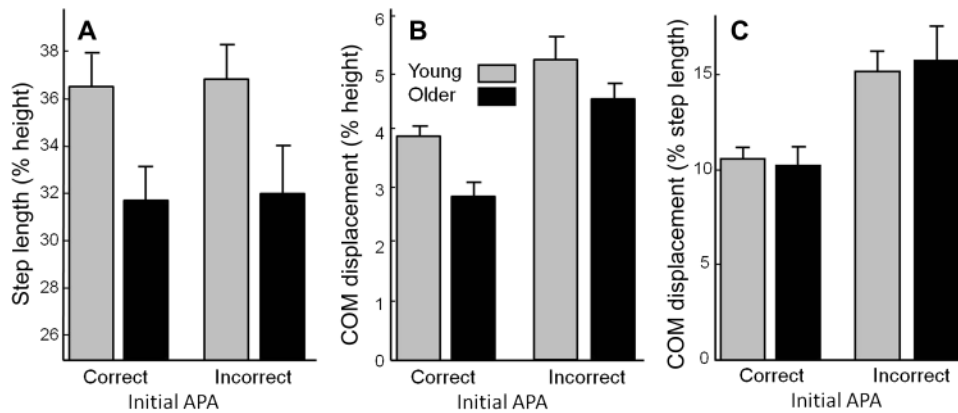 A
Step length (% height)
38
36
34
32
30
28
26
Correct
Incorrect
Initial APA
B
Young
Older
COM displacement (% height)
6
5
4
3
2
1
0
Correct
Incorrect
Initial APA
C
COM displacement (% step length)
15
10
5
0
Correct
Incorrect
Initial APA